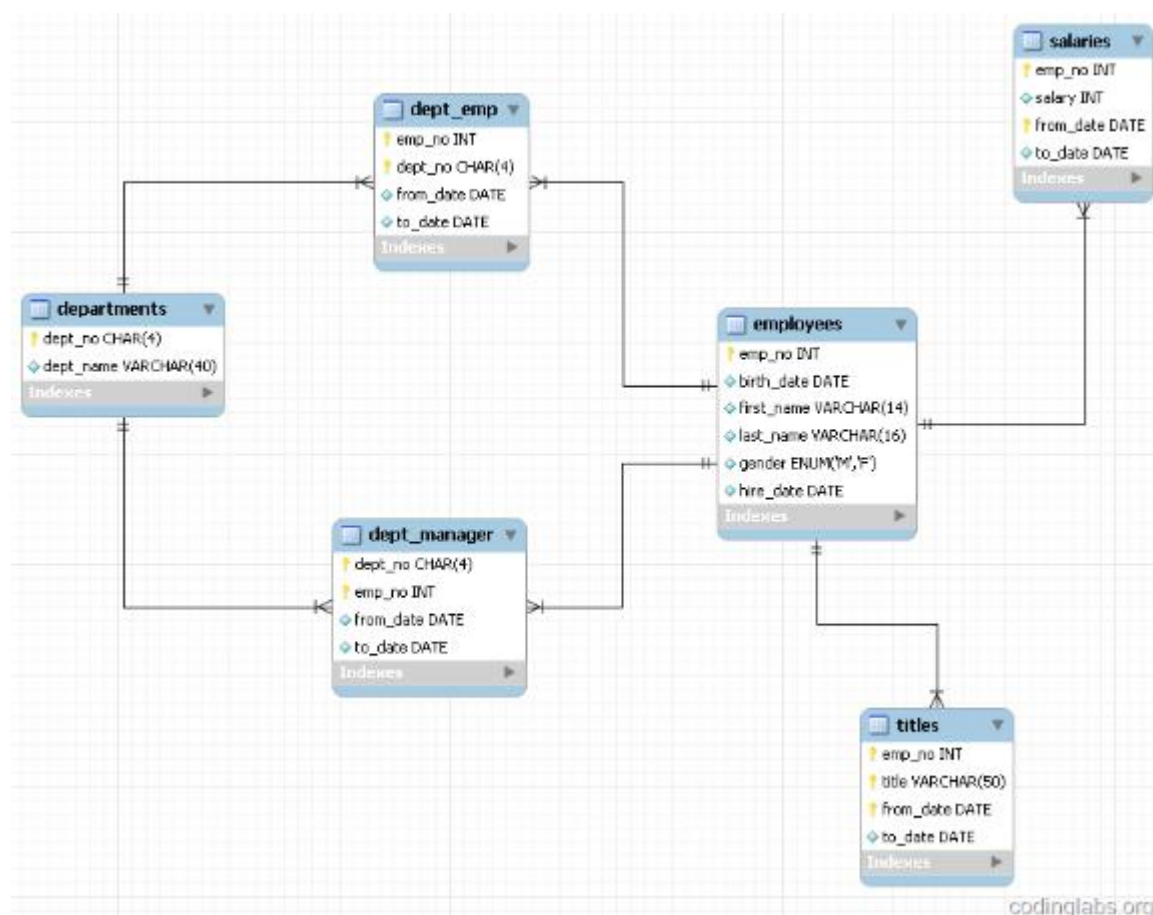 salaries
emp_no INT
salary INT
from_date DATE
to_date DATE
Indexes
dept_emp
emp_no INT
dept_no CHAR(4)
from_date DATE
to_date DATE
Indexes
departments
dept_no CHAR(4)
dept_name VARCHAR(40)
Indexes
employees
emp_no INT
birth_date DATE
first_name VARCHAR(14)
last_name VARCHAR(16)
gender ENUM('M','F')
hire_date DATE
Indexes
dept_manager
dept_no CHAR(4)
emp_no INT
from_date DATE
to_date DATE
Indexes
titles
emp_no INT
title VARCHAR(50)
from_date DATE
to_date DATE
Indexes
codinglabs.org